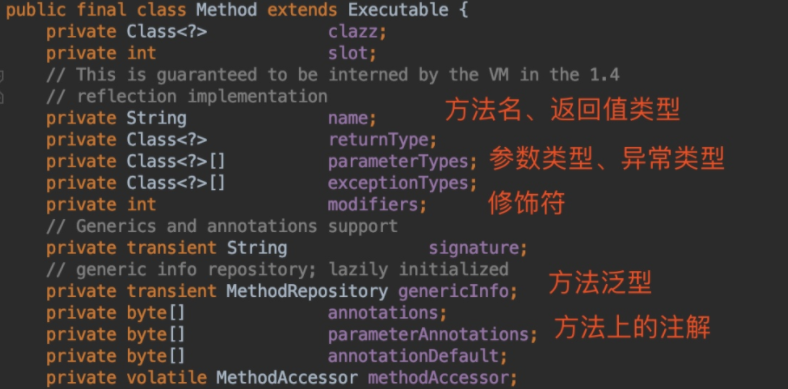 public final class Method extends Executable {
private Class<?> clazz;
private int slot;
// This is guaranteed to be interned by the VM in the 1.4
// reflection implementation
private String name;
方法名、返回值类型
private Class<?> returnType;
private Class<?>[] parameterTypes;
参数类型、异常类型
private Class<?>[] exceptionTypes;
private int modifiers;
修饰符
// Generics and annotations support
private transient String signature;
// generic info repository; lazily initialized
private transient MethodRepository genericInfo;
方法泛型
private byte[] annotations;
private byte[] parameterAnnotations;
方法上的注解
private byte[] annotationDefault;
private volatile MethodAccessor methodAccessor;